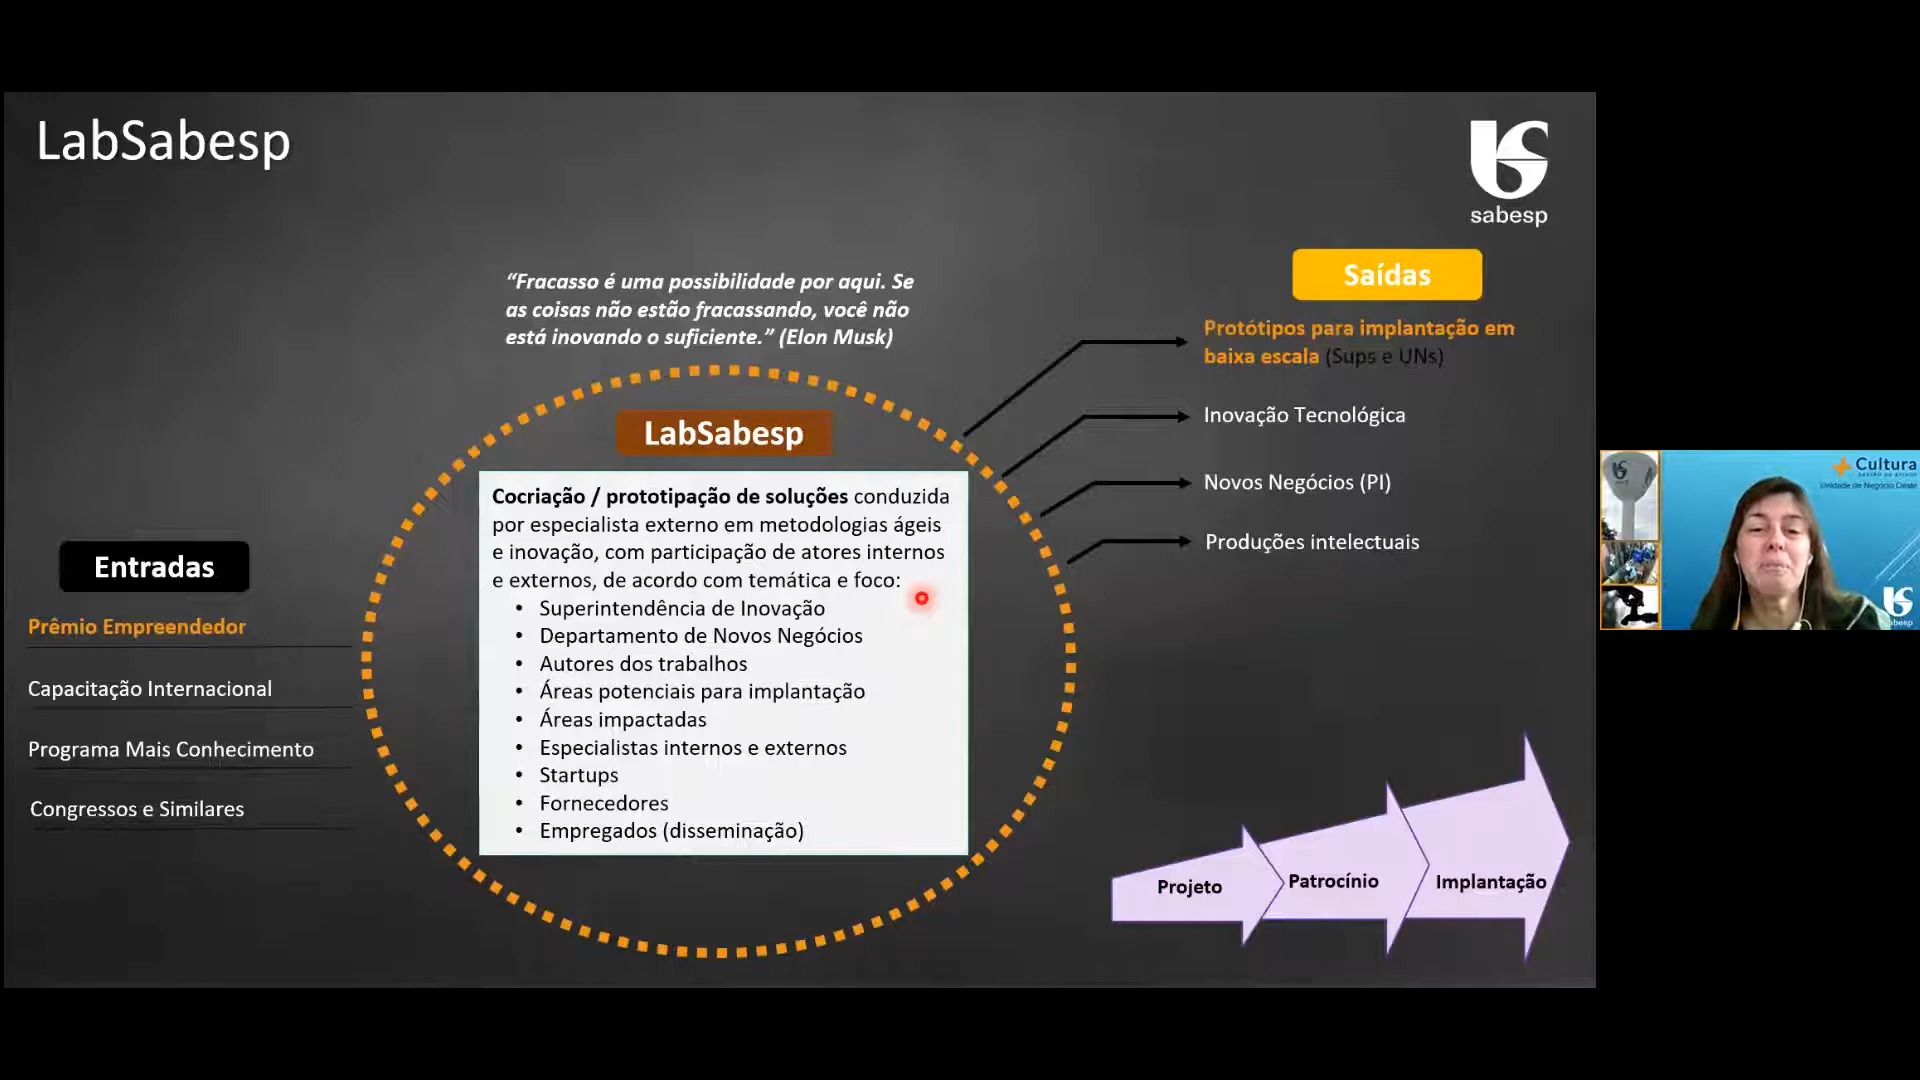 LabSabesp
sabesp
“Fracasso é uma possibilidade por aqui. Se
as coisas não estão fracassando, você não
está inovando o suficiente.” (Elon Musk)
LabSabesp
Cocriação / prototipação de soluções conduzida
por especialista externo em metodologias ágeis
e inovação, com participação de atores internos
e externos, de acordo com temática e foco:
• Superintendência de Inovação
• Departamento de Novos Negócios
• Autores dos trabalhos
• Áreas potenciais para implantação
• Áreas impactadas
• Especialistas internos e externos
• Startups
• Fornecedores
• Empregados (disseminação)
Entradas
Prêmio Empreendedor
Capacitação Internacional
Programa Mais Conhecimento
Congressos e Similares
Saídas
Protótipos para implantação em
baixa escala (Sups e UNs)
Inovação Tecnológica
Novos Negócios (PI)
Produções intelectuais
Projeto
Patrocínio
Implantação
Cultura
Unidade de Negócio Oeste